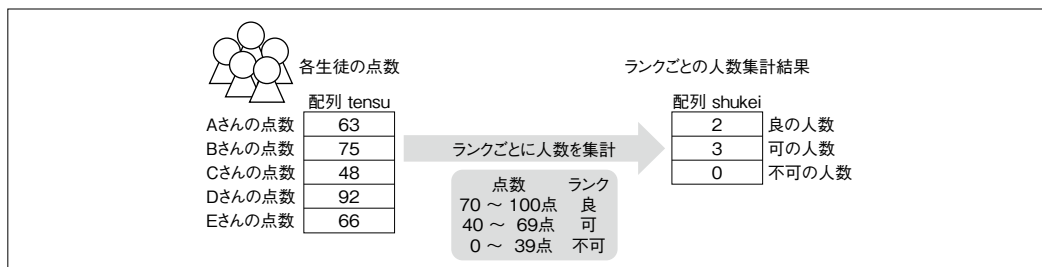 各生徒の点数
配列 tensu
Aさんの点数 63
Bさんの点数 75
Cさんの点数 48
Dさんの点数 92
Eさんの点数 66
ランクごとに人数を集計
点数 ランク
70 ～ 100点 良
40 ～ 69点 可
0 ～ 39点 不可
ランクごとの人数集計結果
配列 shukei
2 良の人数
3 可の人数
0 不可の人数